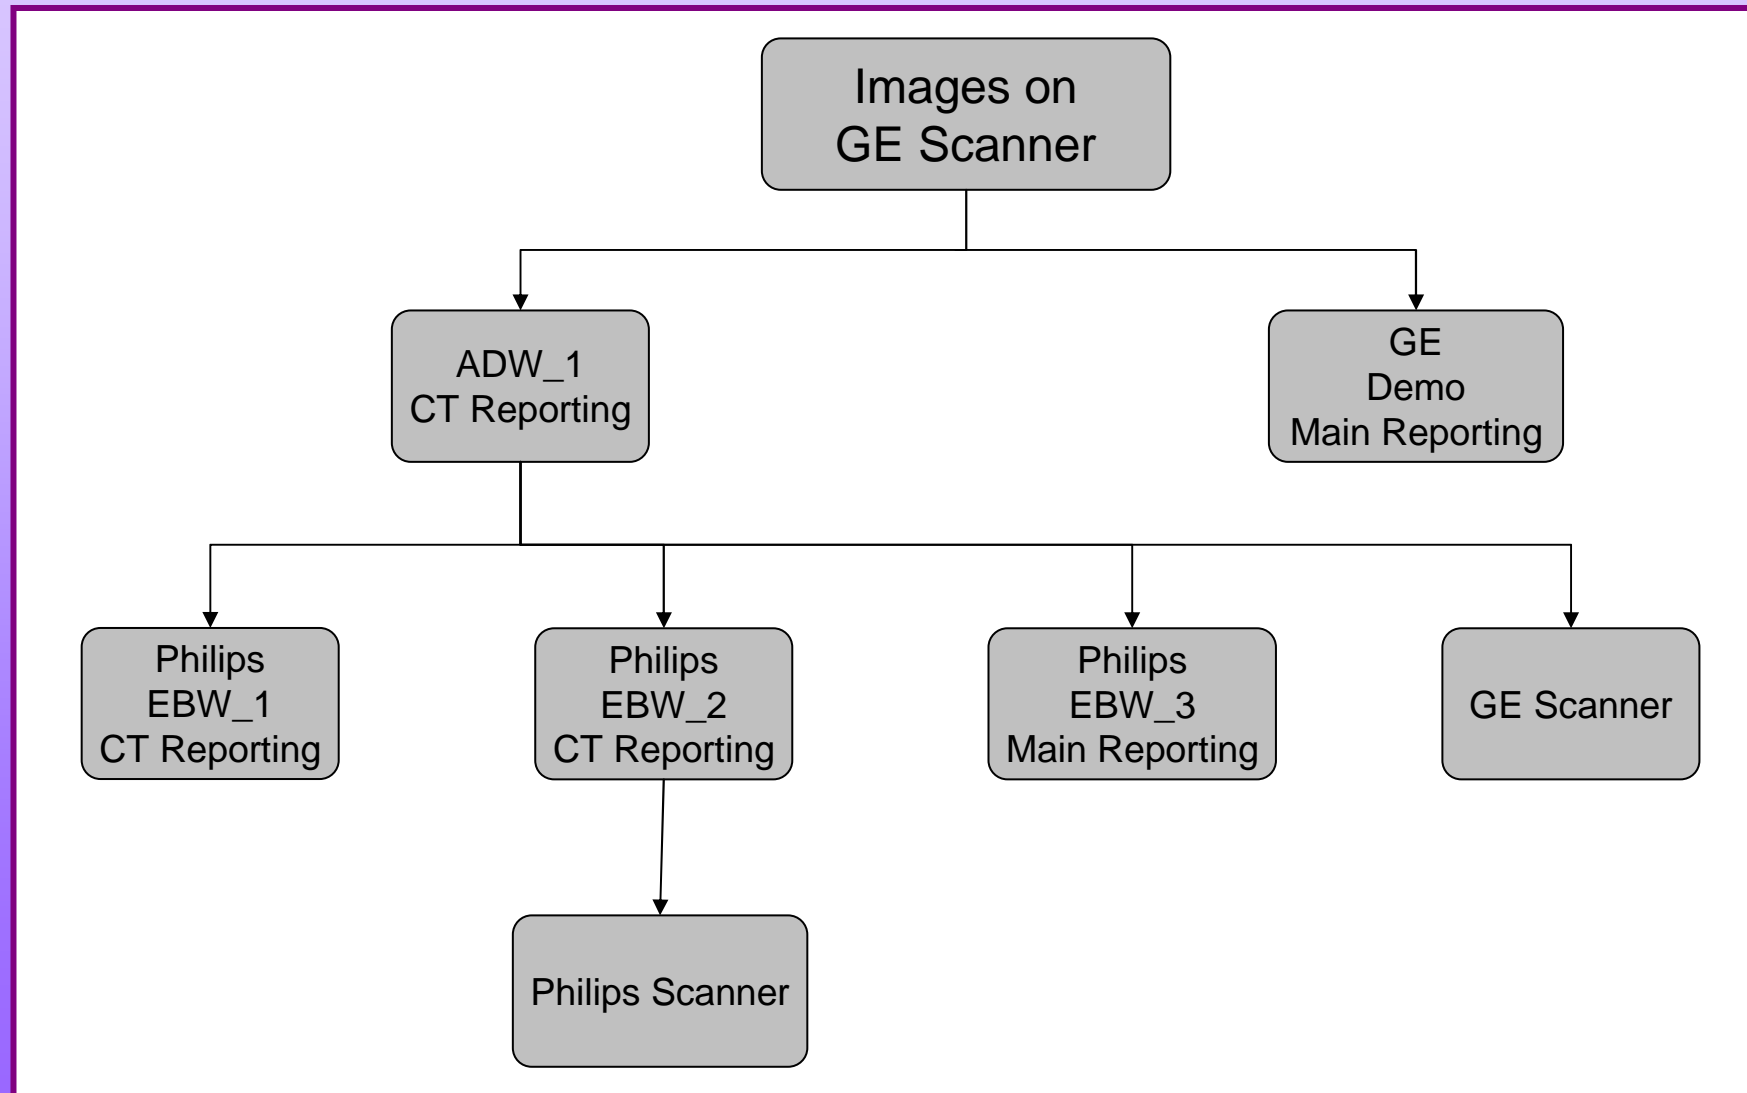 Images on
GE Scanner
ADW_1
CT Reporting
GE
Demo
Main Reporting
Philips
EBW_1
CT Reporting
Philips
EBW_2
CT Reporting
Philips
EBW_3
Main Reporting
GE Scanner
Philips Scanner